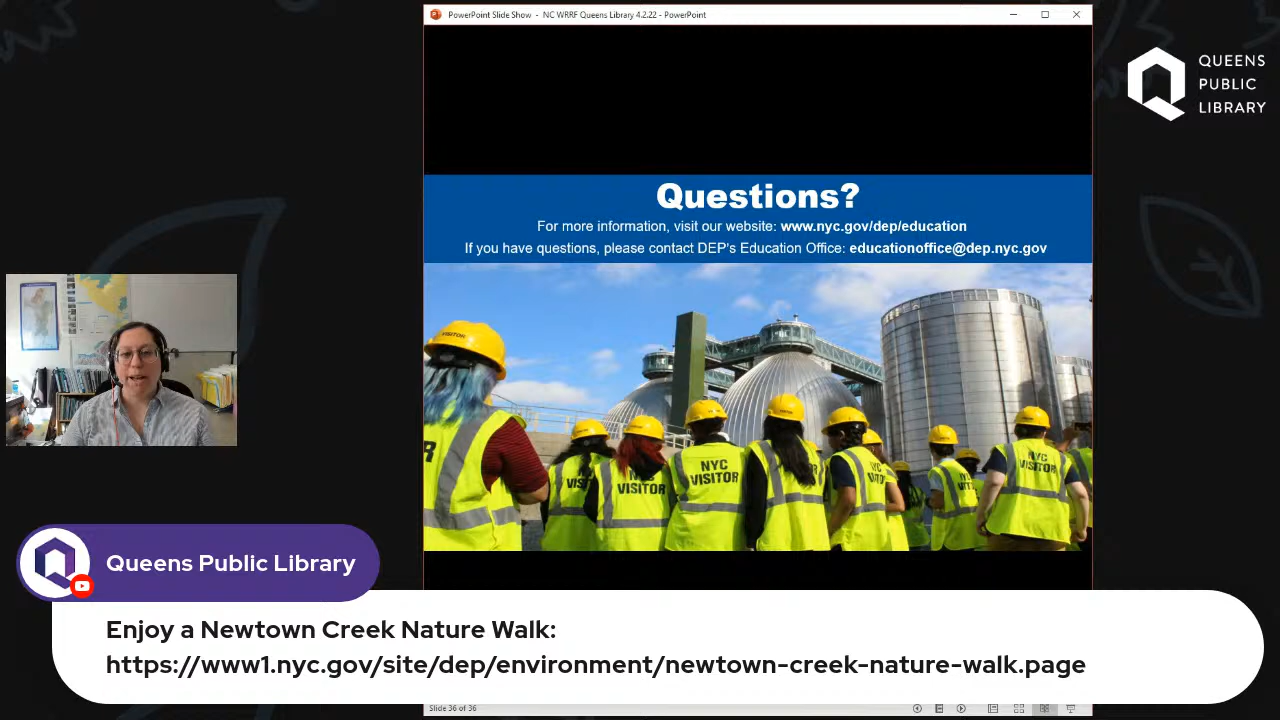 PowerPoint Slide Show - NC WRRF Queens Library 4.2.22 - PowerPoint
QUEENS
PUBLIC
LIBRARY
Questions?
For more information, visit our website: www.nyc.gov/dep/education
If you have questions, please contact DEP's Education Office: educationoffice@dep.nyc.gov
VISITOR
NYC
VISITOR
NYC
VISITOR
NYC
VISITOR
Queens Public Library
Enjoy a Newtown Creek Nature Walk:
https://www1.nyc.gov/site/dep/environment/newtown-creek-nature-walk.page
Slide 36 of 36